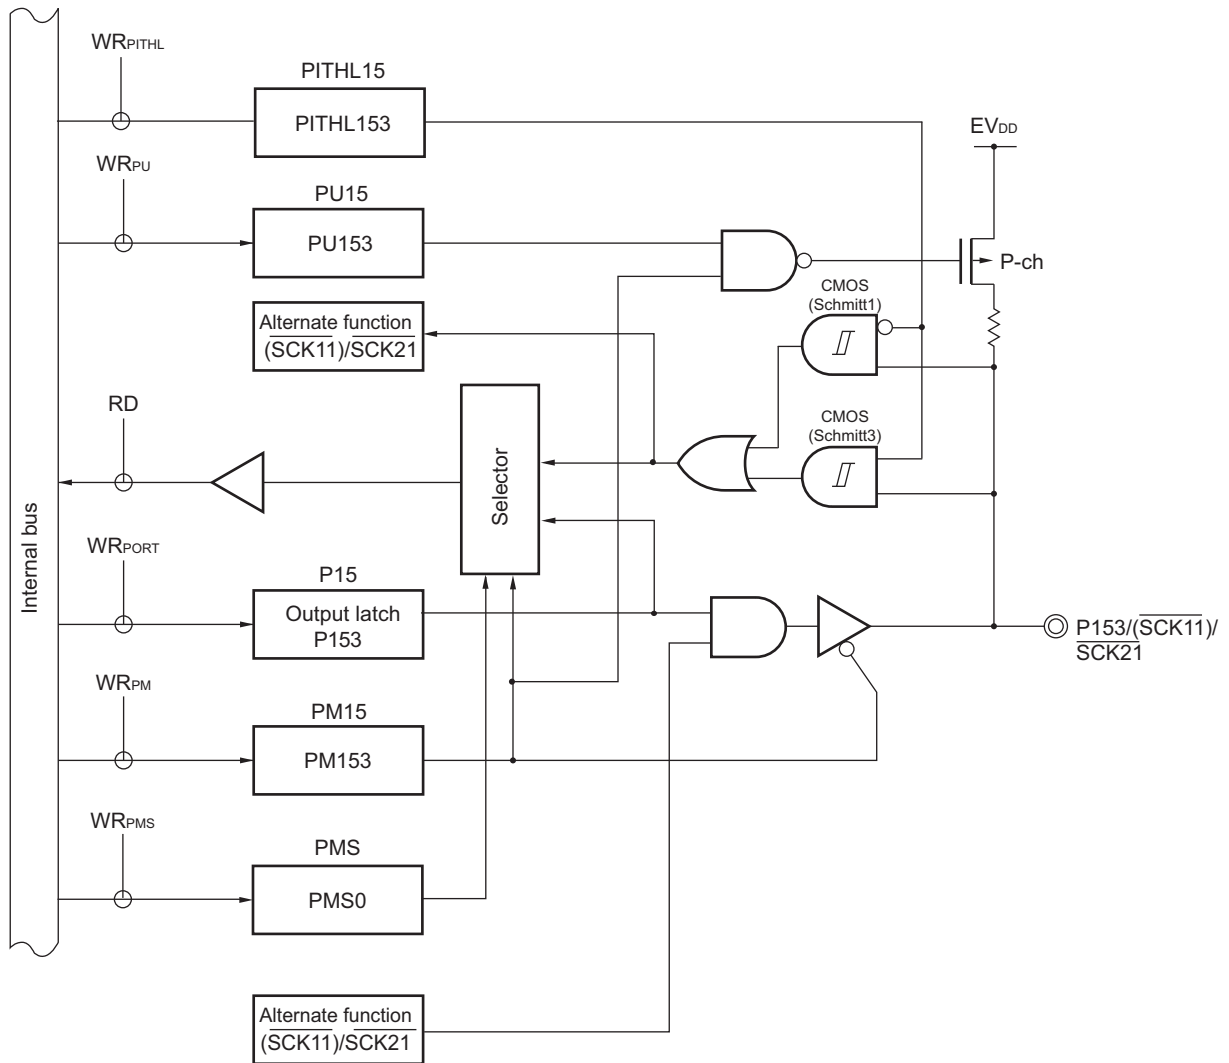 WRPITHL
PITHL15
PITHL153
EVDD
WRPU
PU15
PU153
P-ch
CMOS
(Schmitt1)
Alternate function
(SCK11)/SCK21
RD
CMOS
(Schmitt3)
Selector
Internal bus
WRPORT
P15
Output latch
P153
P153/(SCK11)/
SCK21
WRPM
PM15
PM153
WRPMS
PMS
PMS0
Alternate function
(SCK11)/SCK21